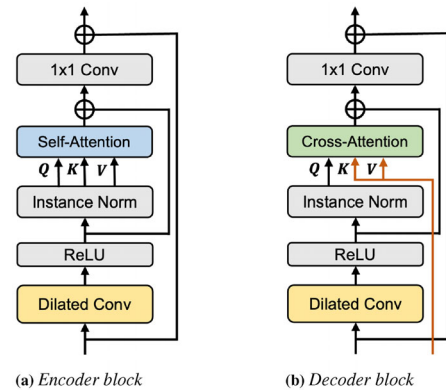 1x1 Conv
Self-Attention
Q K V
Instance Norm
ReLU
Dilated Conv
(a) Encoder block
1x1 Conv
Cross-Attention
Q K V
Instance Norm
ReLU
Dilated Conv
(b) Decoder block